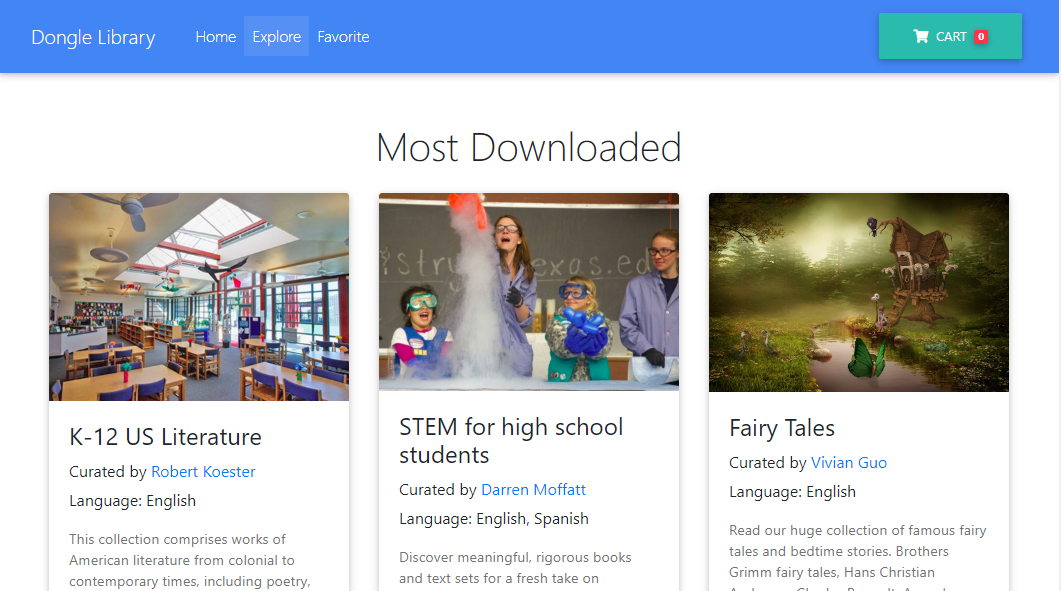 Dongle Library
Home
Explore
Favorite
CART 0
Most Downloaded
istry
exas.ed
K-12 US Literature
Curated by Robert Koester
Language: English
This collection comprises works of
American literature from colonial to
contemporary times, including poetry,
STEM for high school
students
Curated by Darren Moffatt
Language: English, Spanish
Discover meaningful, rigorous books
and text sets for a fresh take on
Fairy Tales
Curated by Vivian Guo
Language: English
Read our huge collection of famous fairy
tales and bedtime stories. Brothers
Grimm fairy tales, Hans Christian